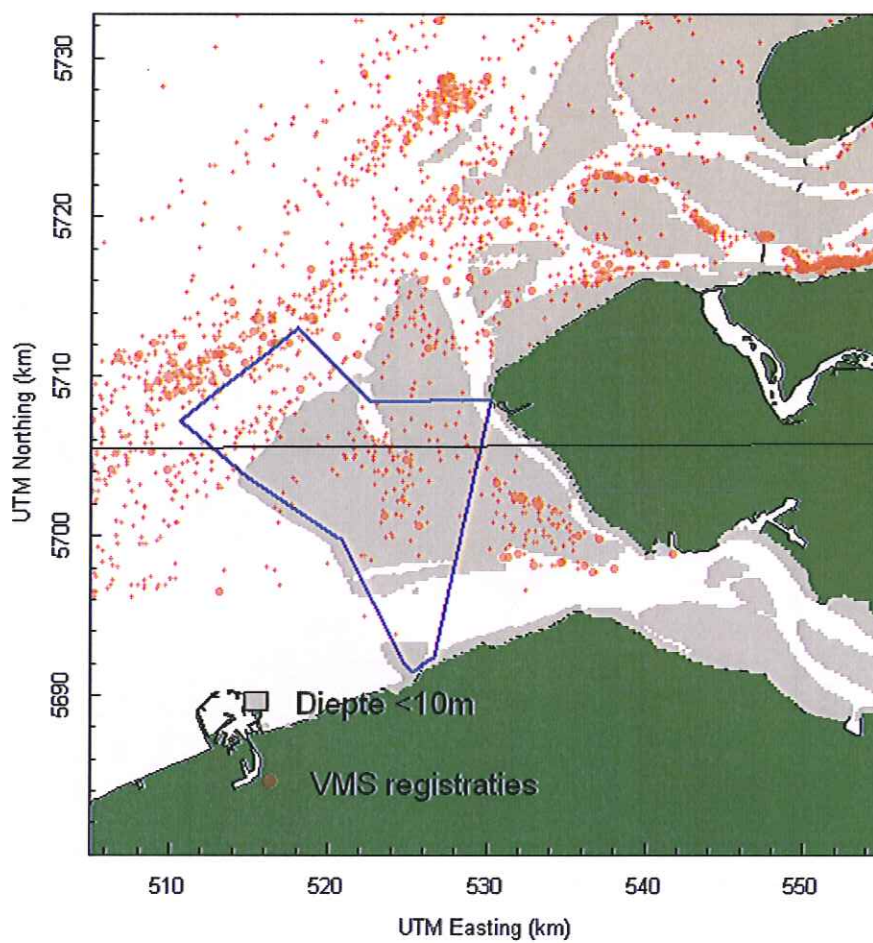 5730
5720
5710
5700
5690
UTM Northing (km)
Diepte <10m
VMS registraties
510
520
530
540
550
UTM Easting (km)